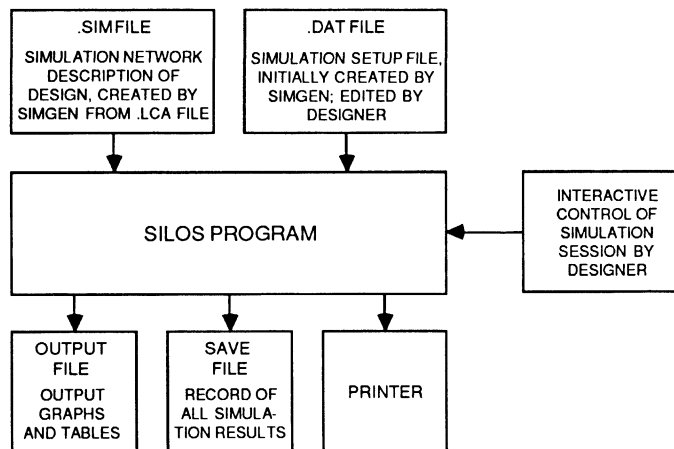 .SIM FILE
SIMULATION NETWORK
DESCRIPTION OF
DESIGN, CREATED BY
SIMGEN FROM .LCA FILE
.DAT FILE
SIMULATION SETUP FILE,
INITIALLY CREATED BY
SIMGEN; EDITED BY
DESIGNER
SILOS PROGRAM
INTERACTIVE
CONTROL OF
SIMULATION
SESSION BY
DESIGNER
OUTPUT
FILE
OUTPUT
GRAPHS
AND TABLES
SAVE
FILE
RECORD OF
ALL SIMULA-
TION RESULTS
PRINTER